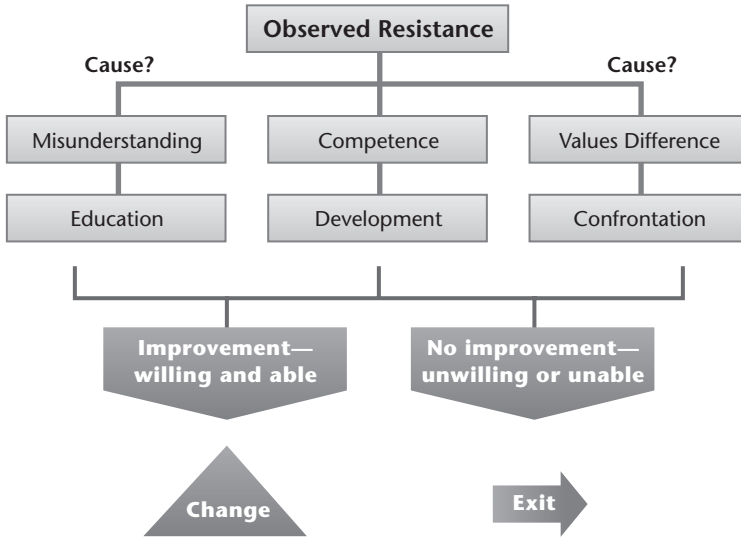 Observed Resistance
Cause?
Cause?
Misunderstanding
Competence
Values Difference
Education
Development
Confrontation
Improvement—
willing and able
No improvement—
unwilling or unable
Change
Exit